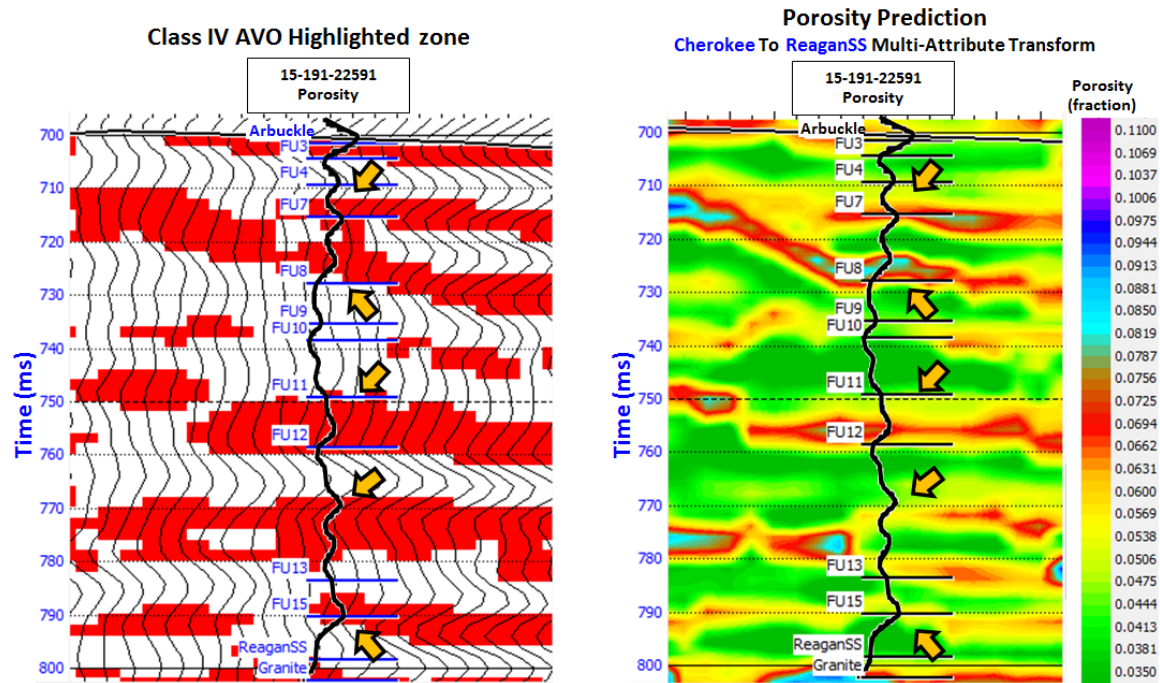 Class IV AVO Highlighted zone
15-191-22591
Porosity
Time (ms)
700
710
720
730
740
750
760
770
780
790
800
Arbuckle
FU3
FU4
FU7
FU8
FU9
FU10
FU11
FU12
FU13
FU15
ReaganSS
Granite
Porosity Prediction
Cherokee To ReaganSS Multi-Attribute Transform
15-191-22591
Porosity
Time (ms)
700
710
720
730
740
750
760
770
780
790
800
Arbuckle
FU3
FU4
FU7
FU8
FU9
FU10
FU11
FU12
FU13
FU15
ReaganSS
Granite
Porosity
(fraction)
0.1100
0.1069
0.1037
0.1006
0.0975
0.0944
0.0913
0.0881
0.0850
0.0819
0.0787
0.0756
0.0725
0.0694
0.0663
0.0631
0.0600
0.0569
0.0538
0.0506
0.0475
0.0444
0.0413
0.0381
0.0350